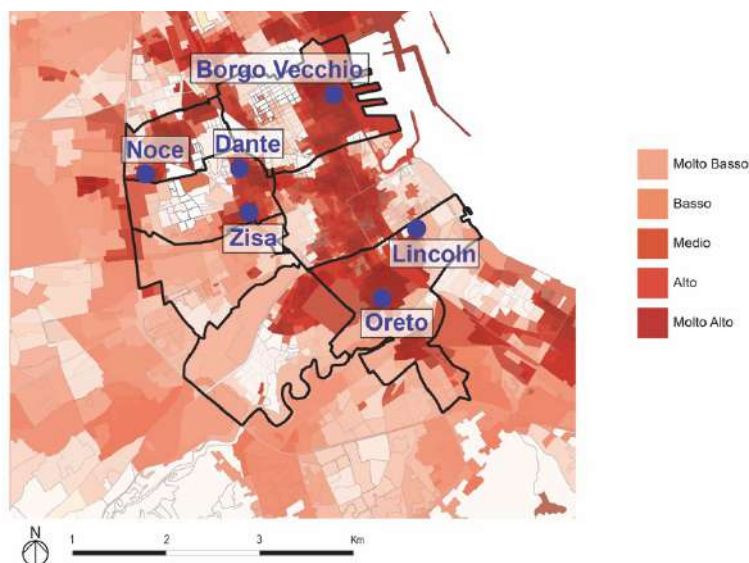 Borgo Vecchio
Noce
Dante
Zisa
Lincoln
Oreto
Molto Basso
Basso
Medio
Alto
Molto Alto
N
1 2 3 Km